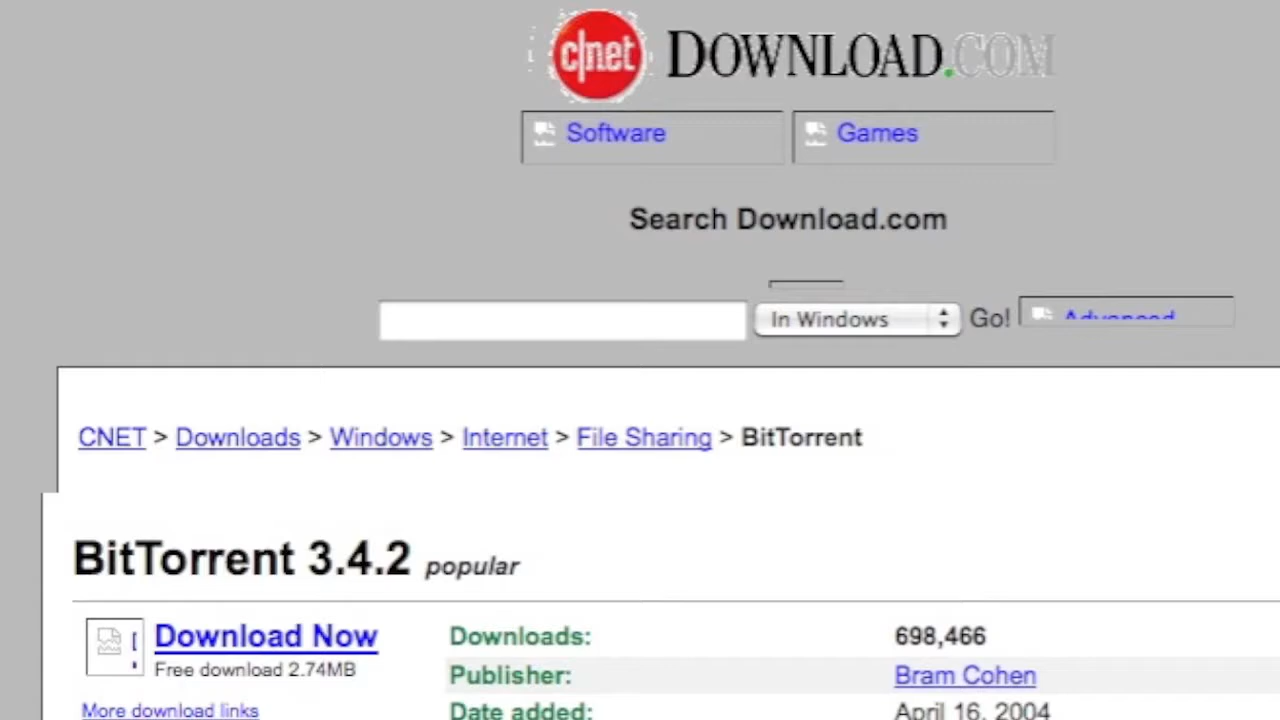 c|net DOWNLOAD.COM
Software Games
Search Download.com
In Windows Go! Advanced
CNET > Downloads > Windows > Internet > File Sharing > BitTorrent
BitTorrent 3.4.2 popular
Download Now Downloads: 698,466
Free download 2.74MB Publisher: Bram Cohen
More download links Date added: April 16, 2004